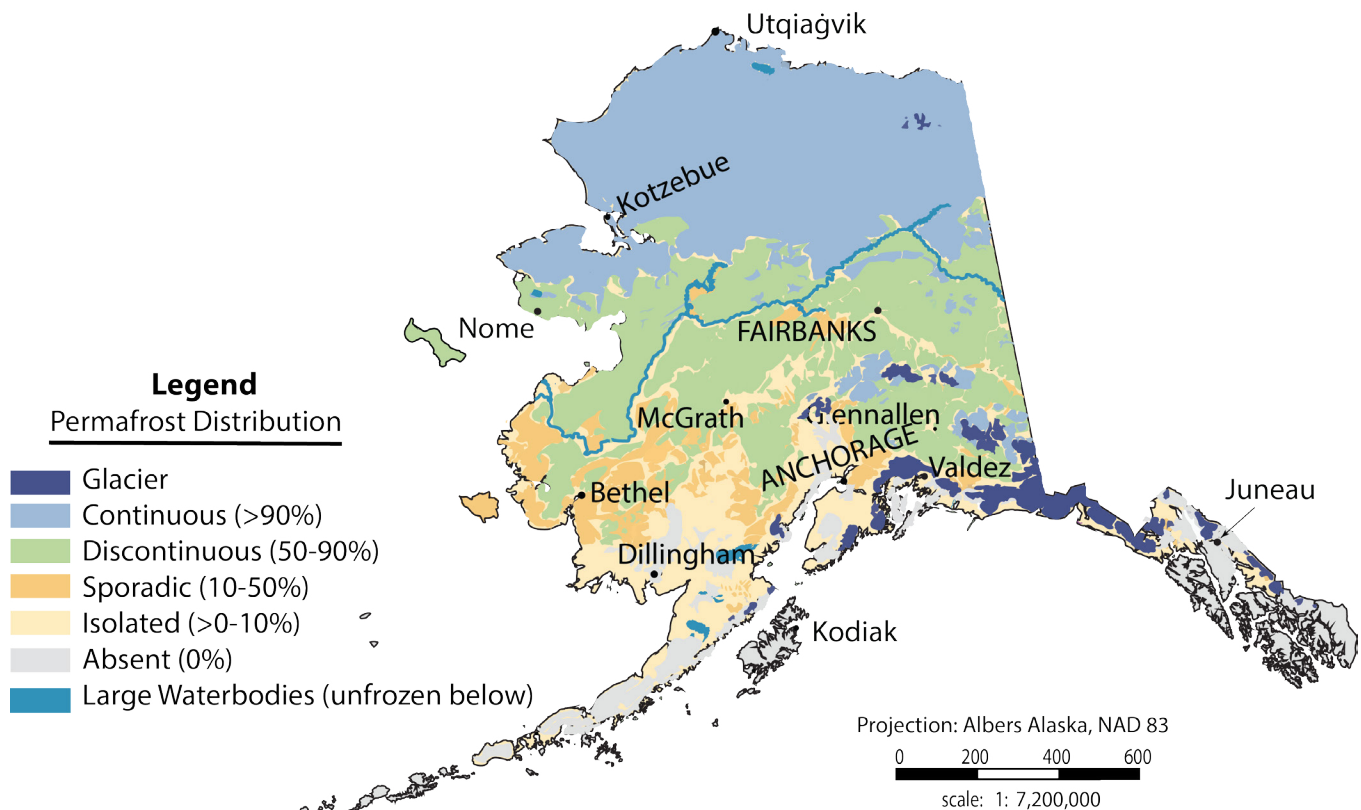 Utqiaġvik
Kotzebue
Nome
FAIRBANKS
McGrath
Glennallen
ANCHORAGE
Valdez
Bethel
Dillingham
Juneau
Kodiak
Legend
Permafrost Distribution
Glacier
Continuous (>90%)
Discontinuous (50-90%)
Sporadic (10-50%)
Isolated (>0-10%)
Absent (0%)
Large Waterbodies (unfrozen below)
Projection: Albers Alaska, NAD 83
0 200 400 600
scale: 1: 7,200,000